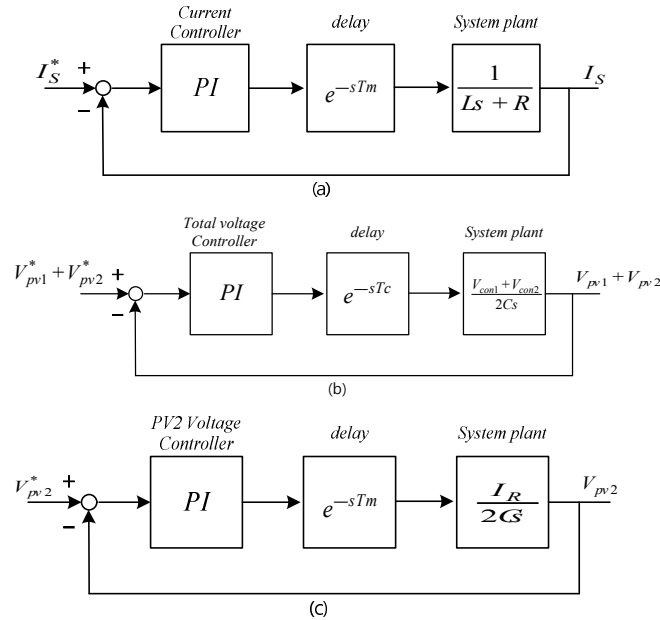 Current
Controller
delay
System plant
I_S^*
+
−
PI
e^{−sTm}
1
Ls + R
I_S
(a)
Total voltage
Controller
delay
System plant
V_{pv1}^* + V_{pv2}^*
+
−
PI
e^{−sTc}
V_{con1} + V_{con2}
2Cs
V_{pv1} + V_{pv2}
(b)
PV2 Voltage
Controller
delay
System plant
V_{pv2}^*
+
−
PI
e^{−sTm}
I_R
2Cs
V_{pv2}
(c)